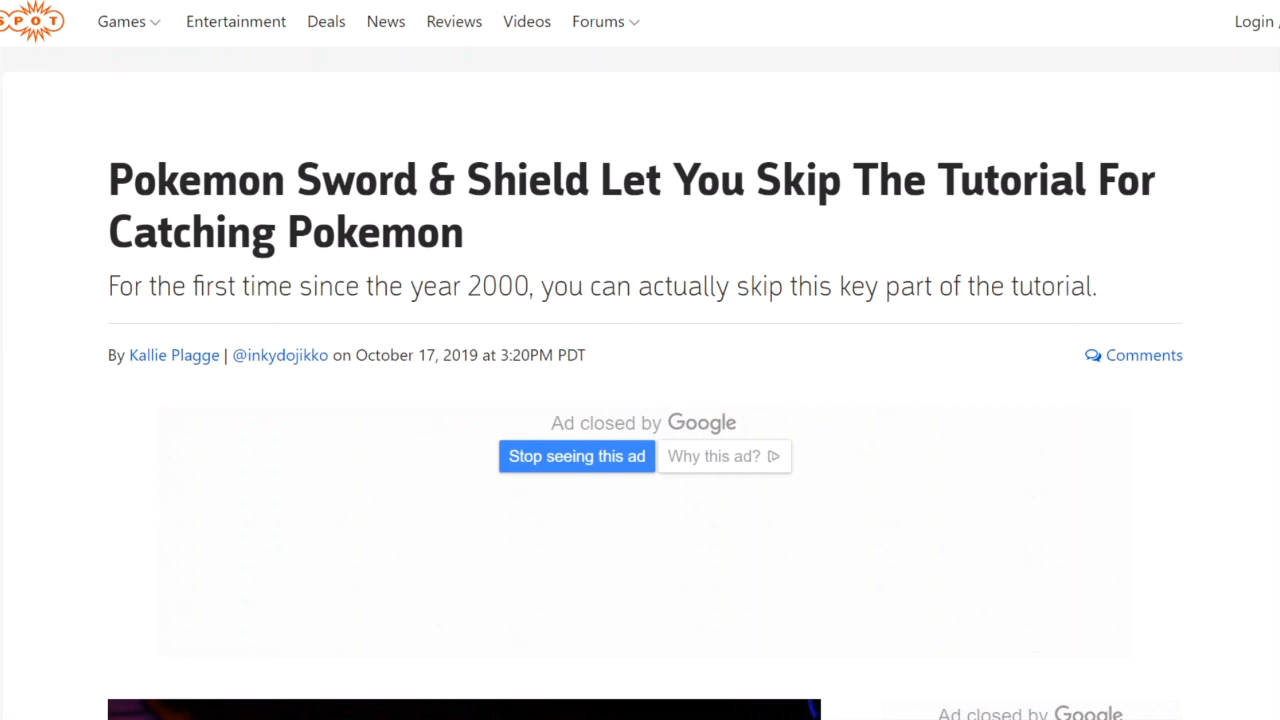 SPOT Games Entertainment Deals News Reviews Videos Forums Login /
Pokemon Sword & Shield Let You Skip The Tutorial For
Catching Pokemon
For the first time since the year 2000, you can actually skip this key part of the tutorial.
By Kallie Plagge | @inkydojikko on October 17, 2019 at 3:20PM PDT Comments
Ad closed by Google
Stop seeing this ad Why this ad?
Ad closed by Google